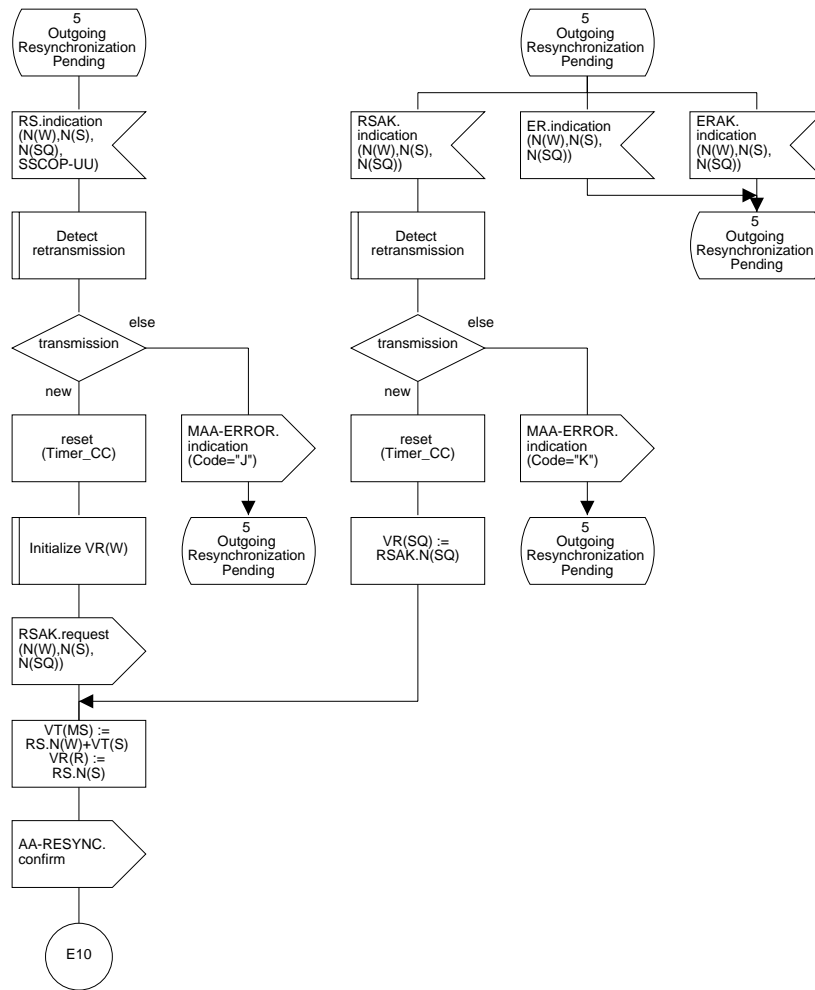 5
Outgoing
Resynchronization
Pending
RS.indication
(N(W),N(S),
N(SQ),
SSCOP-UU)
Detect
retransmission
transmission
else
new
reset
(Timer_CC)
MAA-ERROR.
indication
(Code="J")
Initialize VR(W)
5
Outgoing
Resynchronization
Pending
RSAK.request
(N(W),N(S),
N(SQ))
VT(MS) :=
RS.N(W)+VT(S)
VR(R) :=
RS.N(S)
AA-RESYNC.
confirm
E10
5
Outgoing
Resynchronization
Pending
RSAK.
indication
(N(W),N(S),
N(SQ))
ER.indication
(N(W),N(S),
N(SQ))
ERAK.
indication
(N(W),N(S),
N(SQ))
Detect
retransmission
5
Outgoing
Resynchronization
Pending
transmission
else
new
reset
(Timer_CC)
MAA-ERROR.
indication
(Code="K")
VR(SQ) :=
RSAK.N(SQ)
5
Outgoing
Resynchronization
Pending